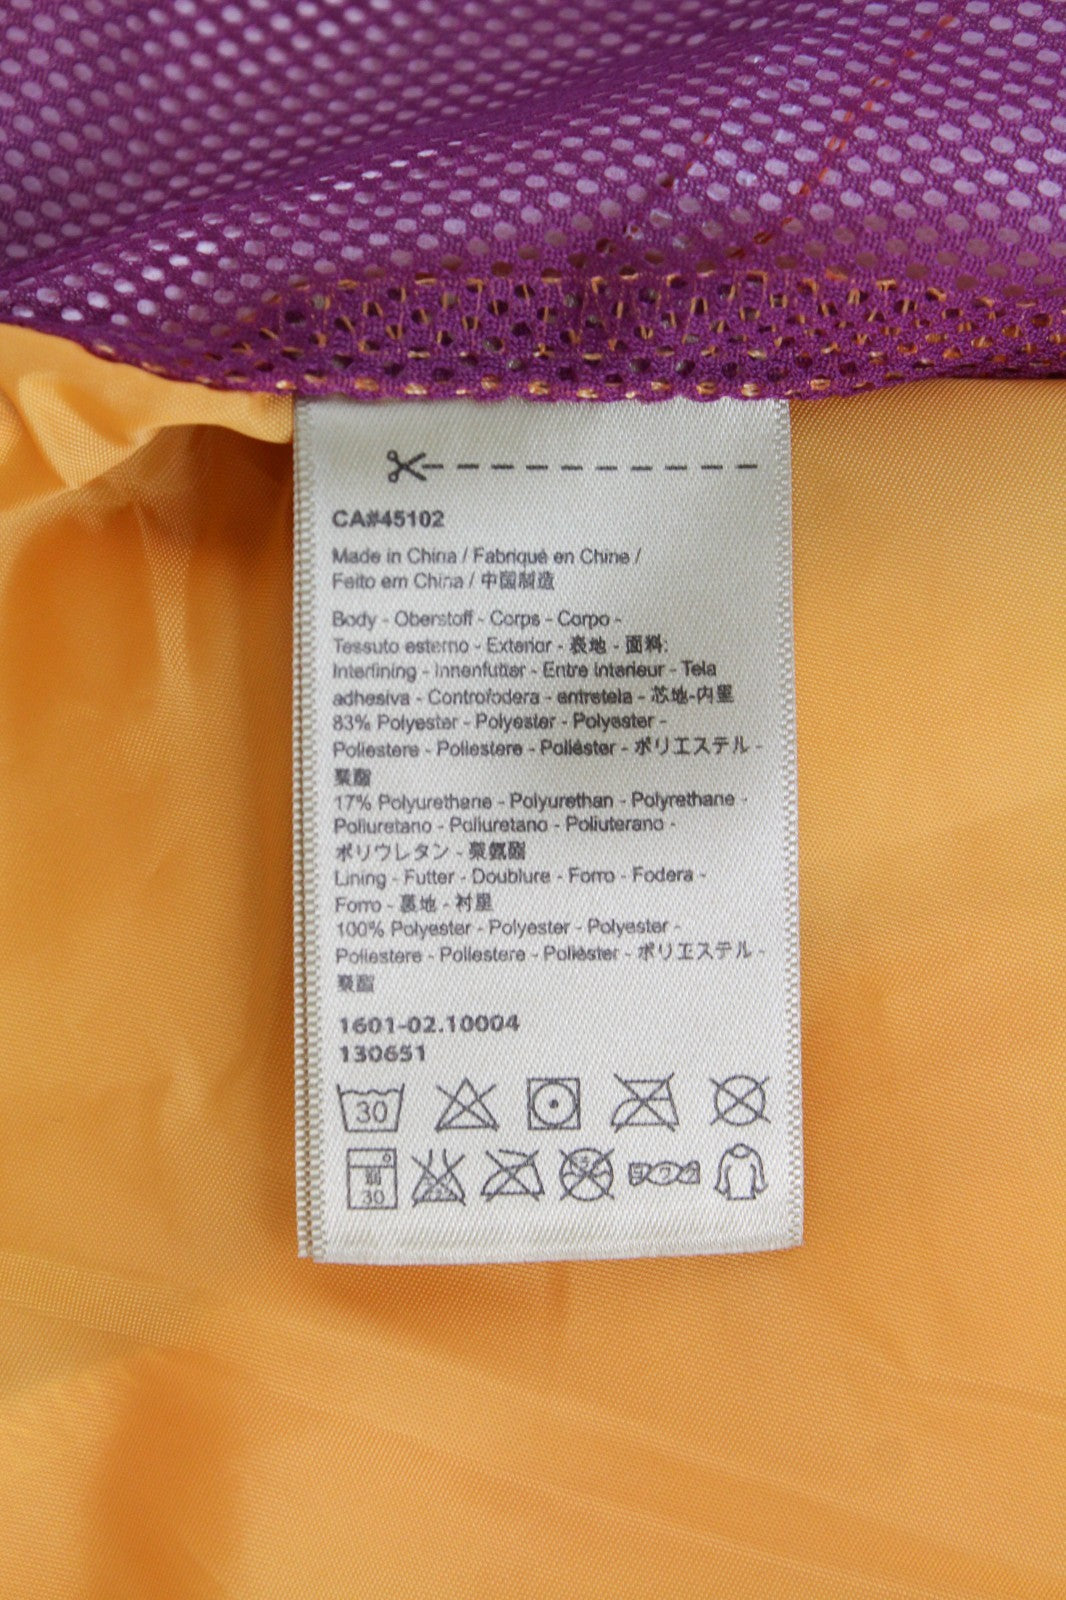 CA#45102
Made in China / Fabriqué en Chine /
Feito em China / 中国制造
Body - Oberstoff - Corps - Corpo -
Tessuto esterno - Exterior - 表地 - 面料:
Interlining - Innenfutter - Entre interieur - Tela
adhesiva - Controfodera - entretela - 芯地-内里
83% Polyester - Polyester - Polyester -
Poliestere - Poliestere - Poliéster - ポリエステル -
聚酯
17% Polyurethane - Polyurethan - Polyrethane -
Poliuretano - Poliuretano - Poliuterano -
ポリウレタン - 聚氨酯
Lining - Futter - Doublure - Forro - Fodera -
Forro - 裏地 - 衬里
100% Polyester - Polyester - Polyester -
Poliestere - Poliestere - Poliéster - ポリエステル -
聚酯
1601-02.10004
130651
30
弱
30